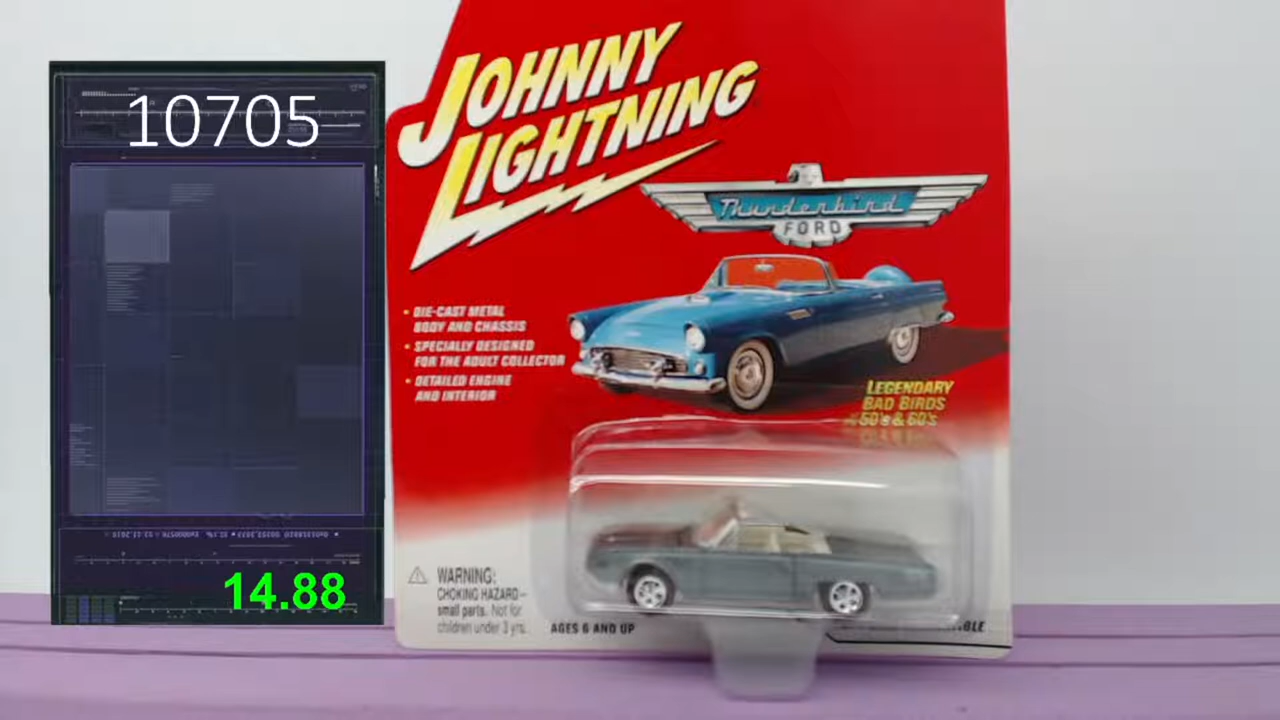 10705
14.88
JOHNNY
LIGHTNING
Thunderbird
FORD
• DIE-CAST METAL
BODY AND CHASSIS
• SPECIALLY DESIGNED
FOR THE ADULT COLLECTOR
• DETAILED ENGINE
AND INTERIOR
LEGENDARY
BAD BIRDS
50's & 60's
WARNING:
CHOKING HAZARD–
small parts. Not for
children under 3 yrs.
AGES 6 AND UP